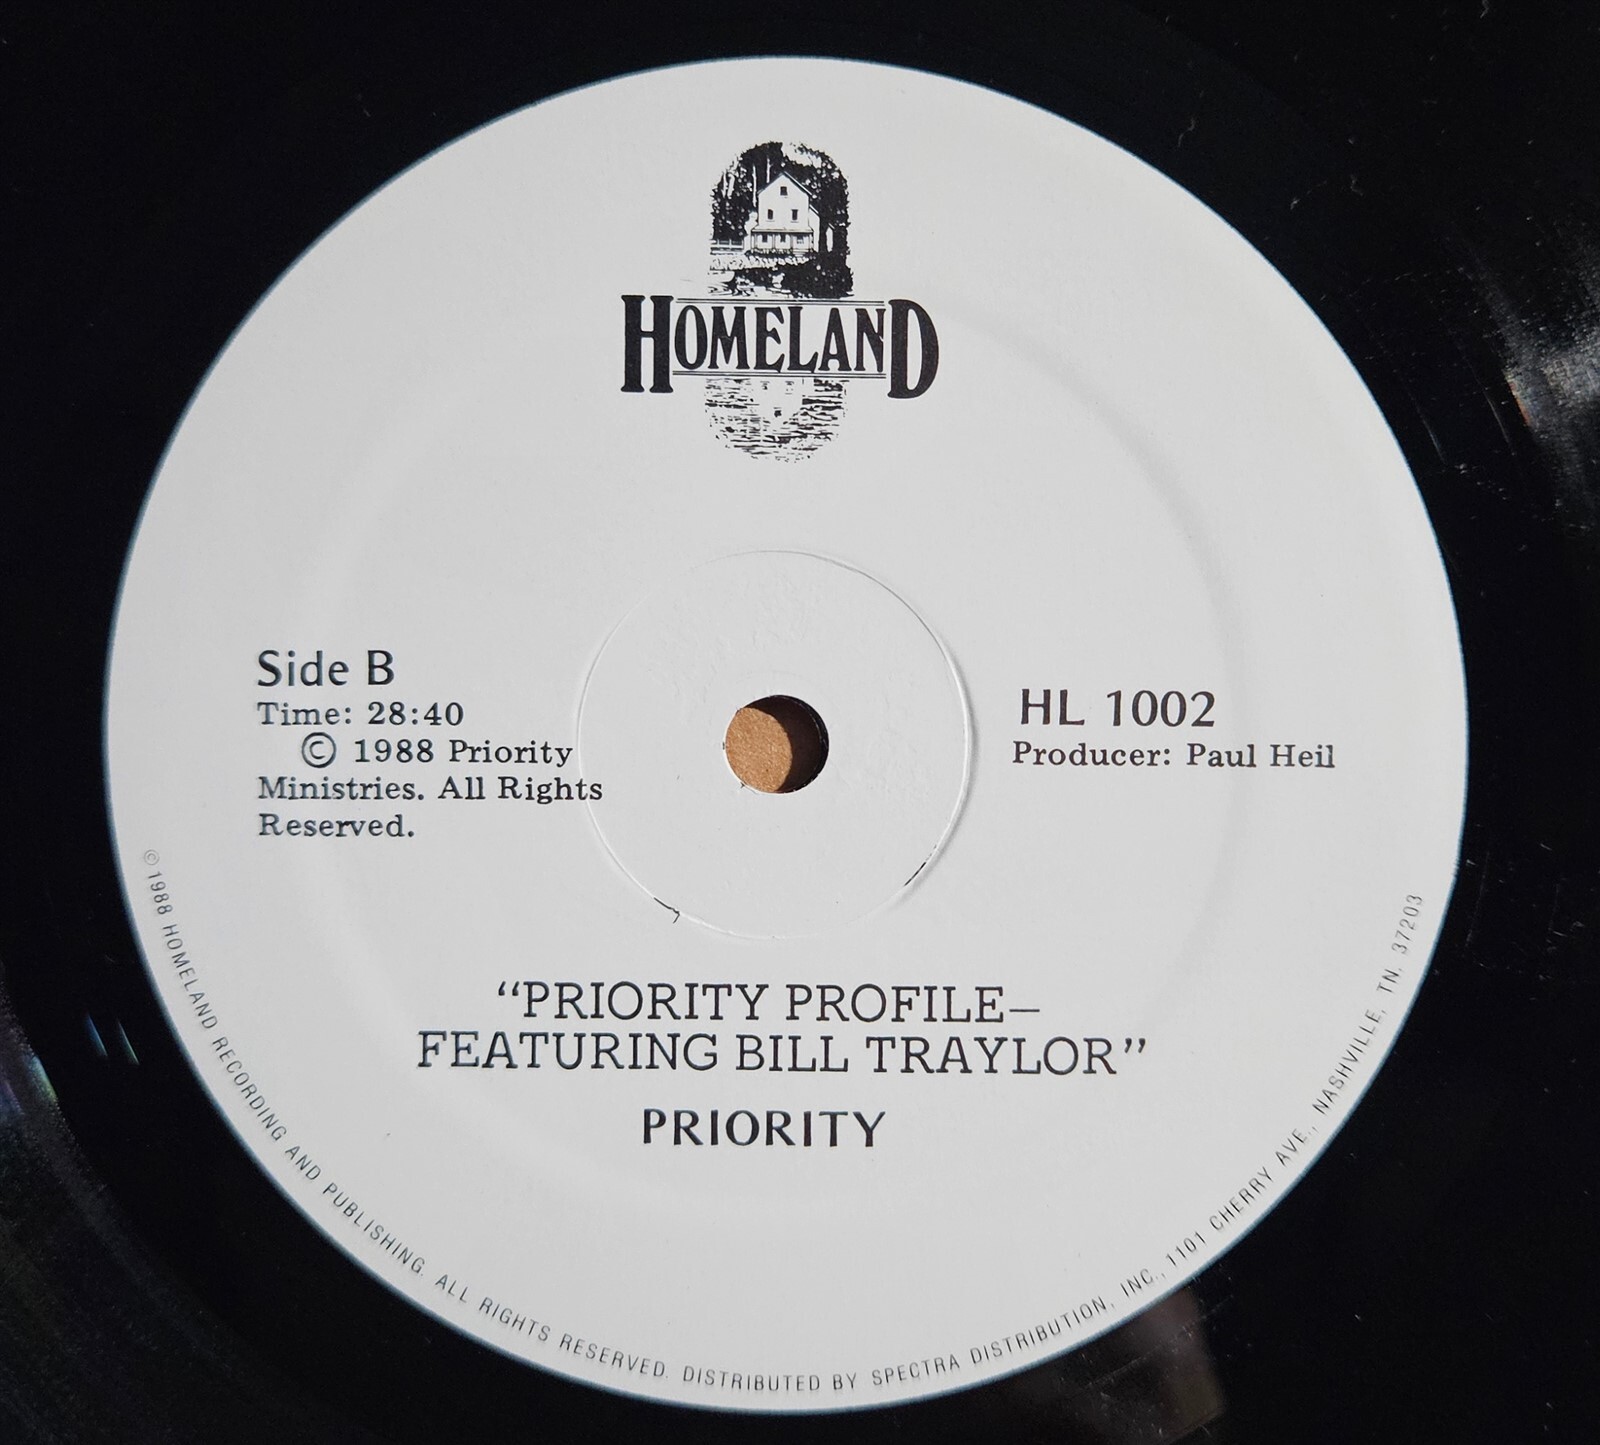 HOMELAND
Side B
Time: 28:40
© 1988 Priority
Ministries. All Rights
Reserved.
HL 1002
Producer: Paul Heil
“PRIORITY PROFILE—
FEATURING BILL TRAYLOR”
PRIORITY
© 1988 HOMELAND RECORDING AND PUBLISHING. ALL RIGHTS RESERVED. DISTRIBUTED BY SPECTRA DISTRIBUTION, INC., 1101 CHERRY AVE., NASHVILLE, TN. 37203